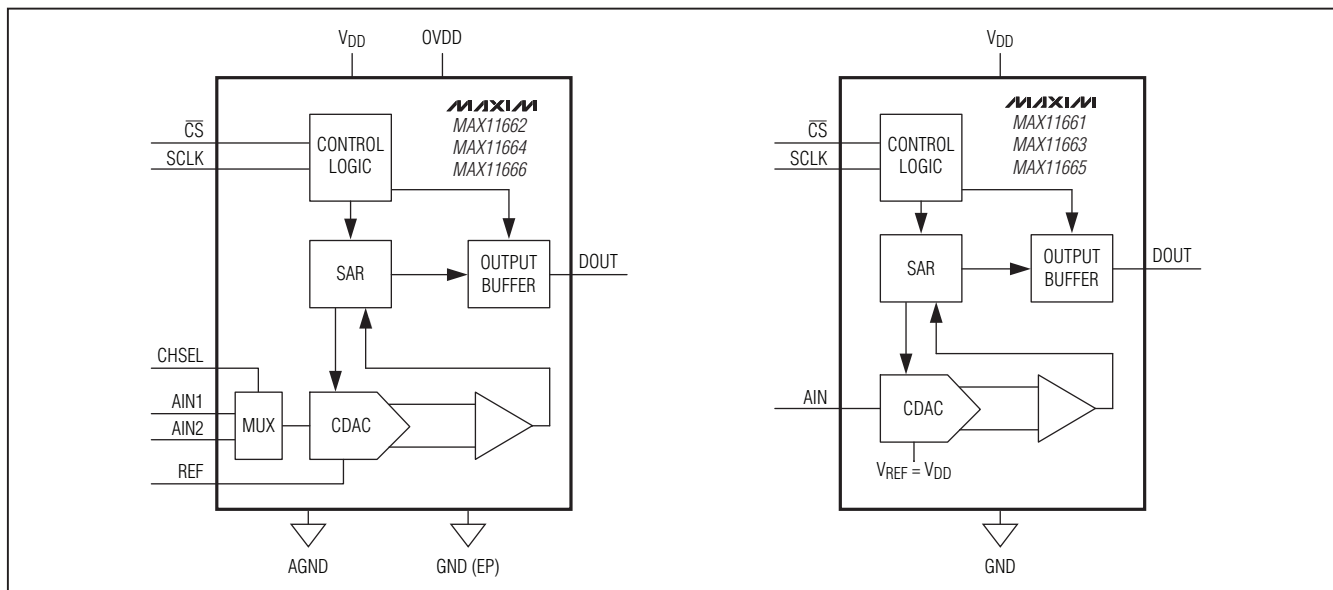 VDD OVDD
MAXIM
MAX11662
MAX11664
MAX11666
CS
SCLK
CONTROL
LOGIC
SAR
OUTPUT
BUFFER
DOUT
CHSEL
AIN1
AIN2
MUX
CDAC
REF
AGND
GND (EP)
VDD
MAXIM
MAX11661
MAX11663
MAX11665
CS
SCLK
CONTROL
LOGIC
SAR
OUTPUT
BUFFER
DOUT
AIN
CDAC
VREF = VDD
GND